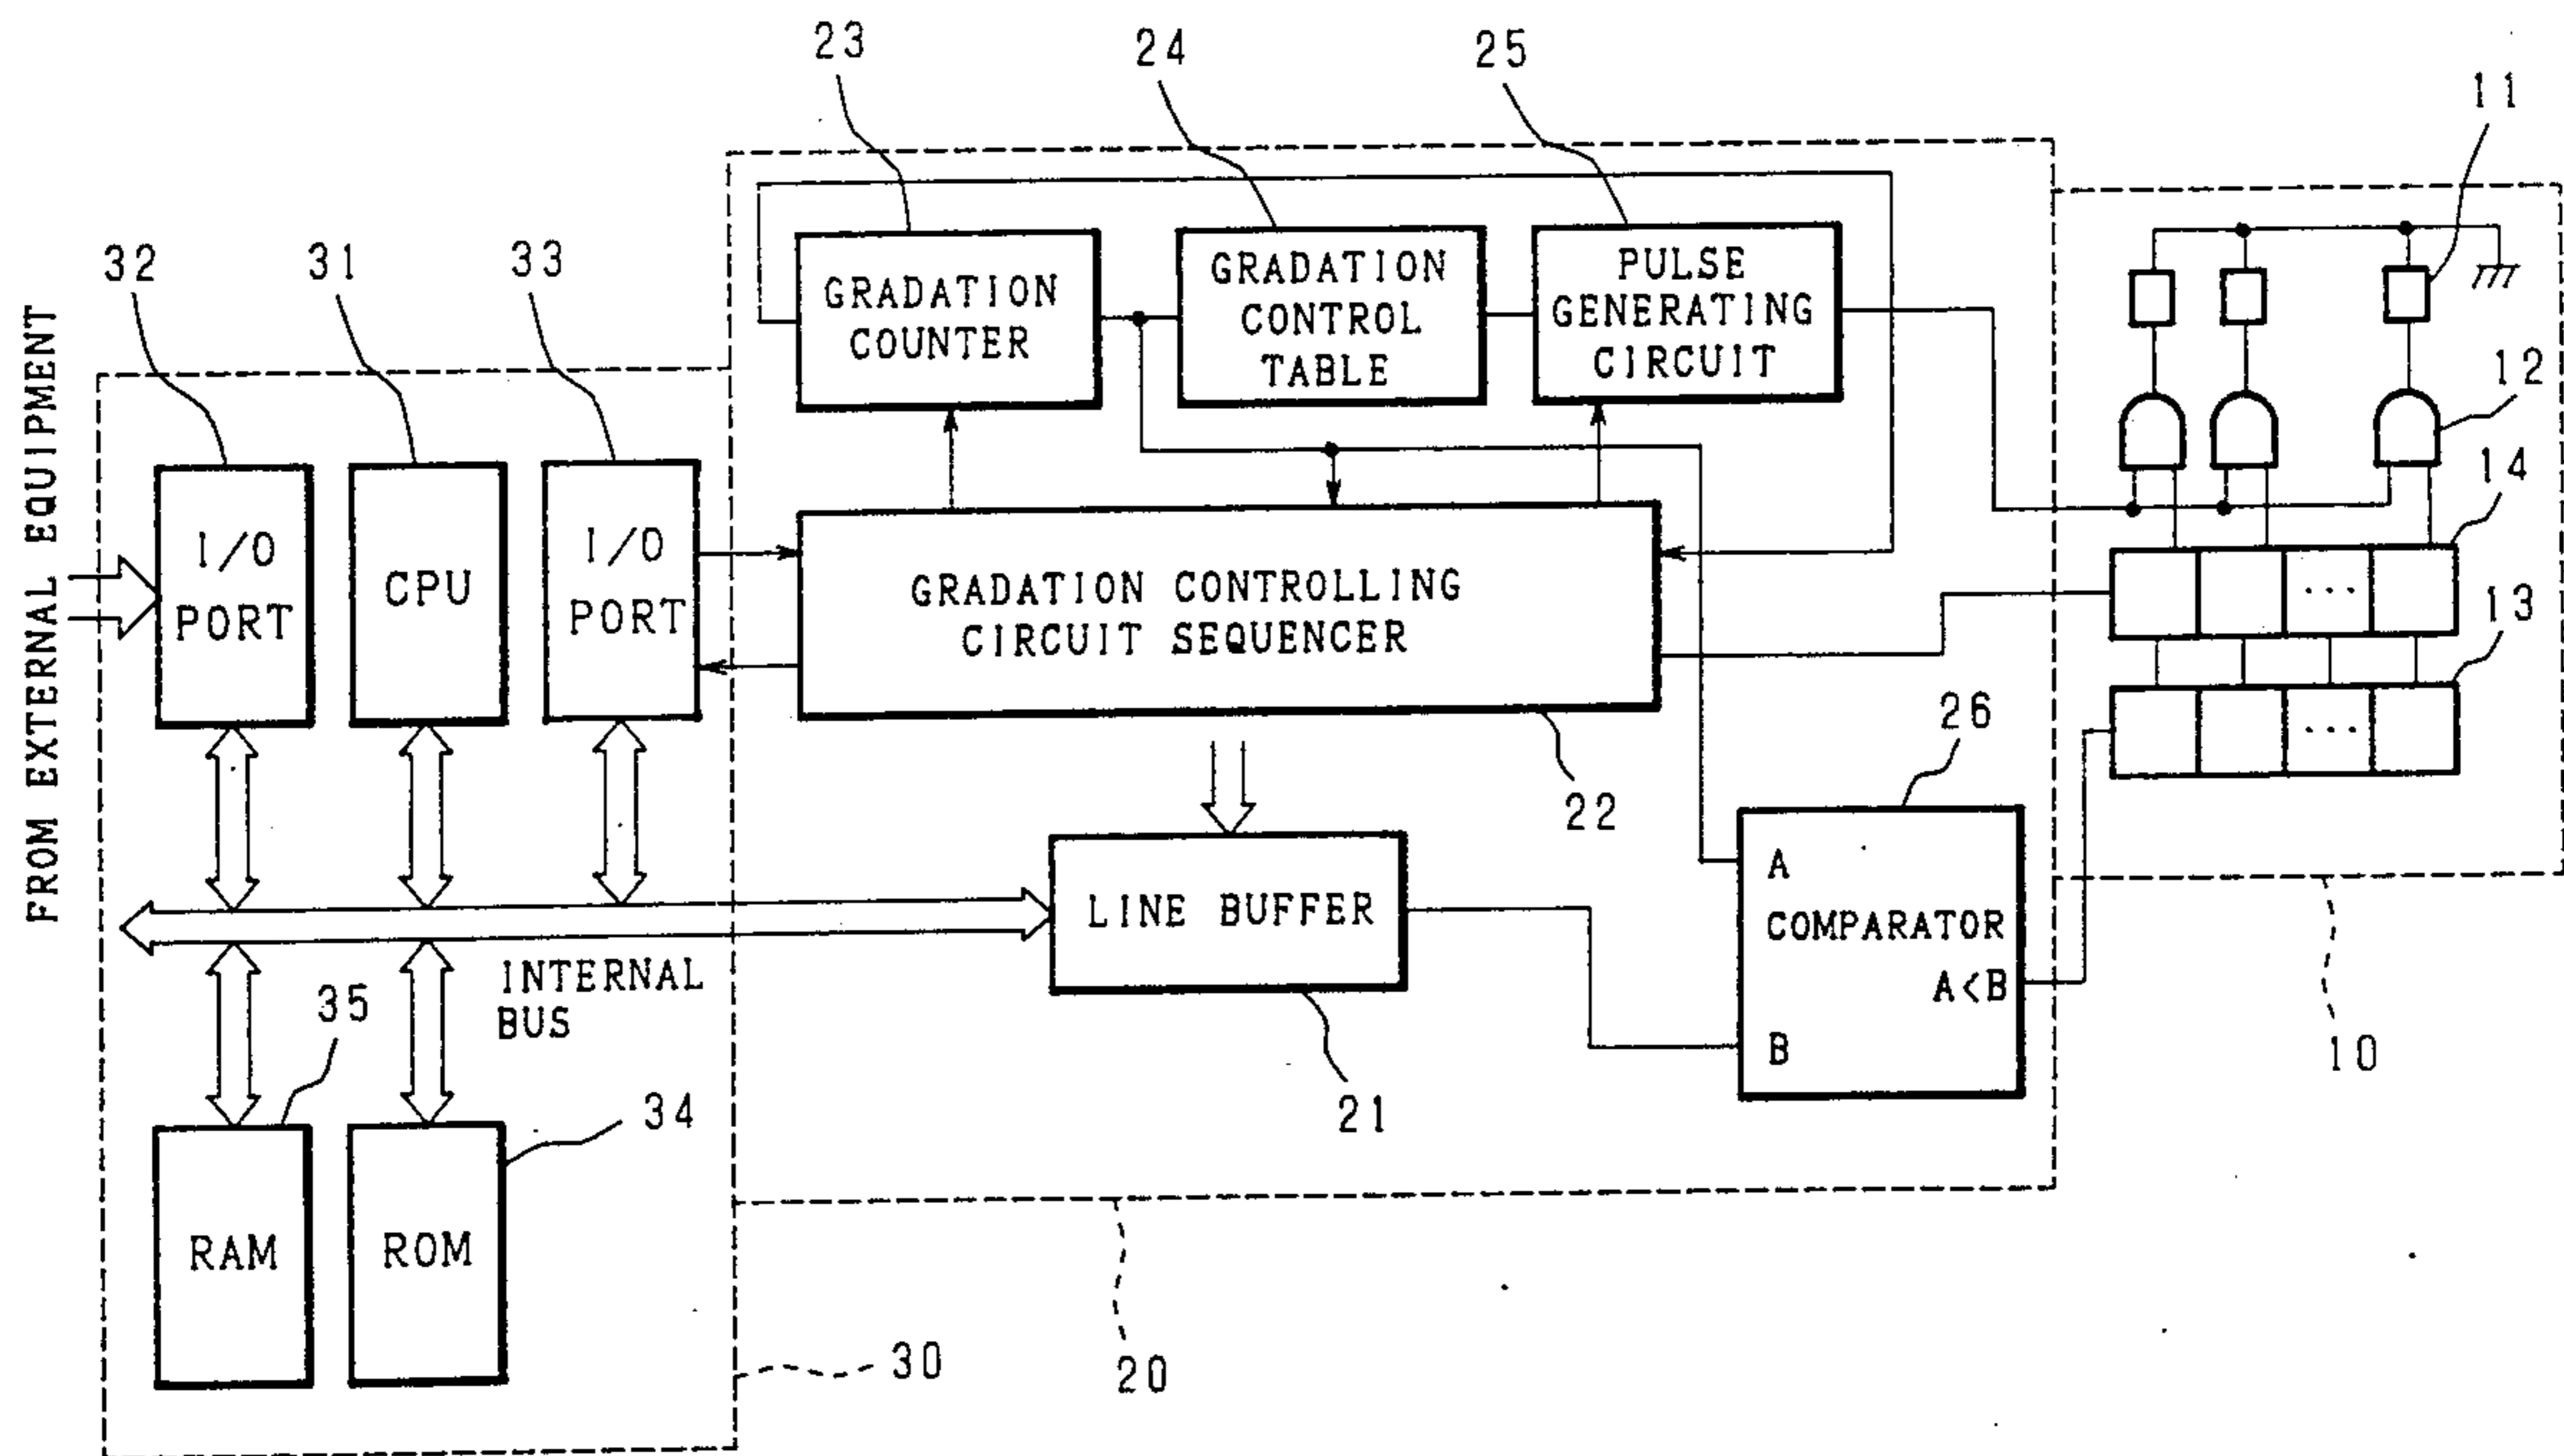 23
24
25
11
32
31
33
GRADATION
COUNTER
GRADATION
CONTROL
TABLE
PULSE
GENERATING
CIRCUIT
12
14
13
FROM EXTERNAL EQUIPMENT
I/O
PORT
CPU
I/O
PORT
GRADATION CONTROLLING
CIRCUIT SEQUENCER
...
...
22
26
LINE BUFFER
A
COMPARATOR
A<B
B
10
INTERNAL
BUS
35
34
21
RAM
ROM
30
20